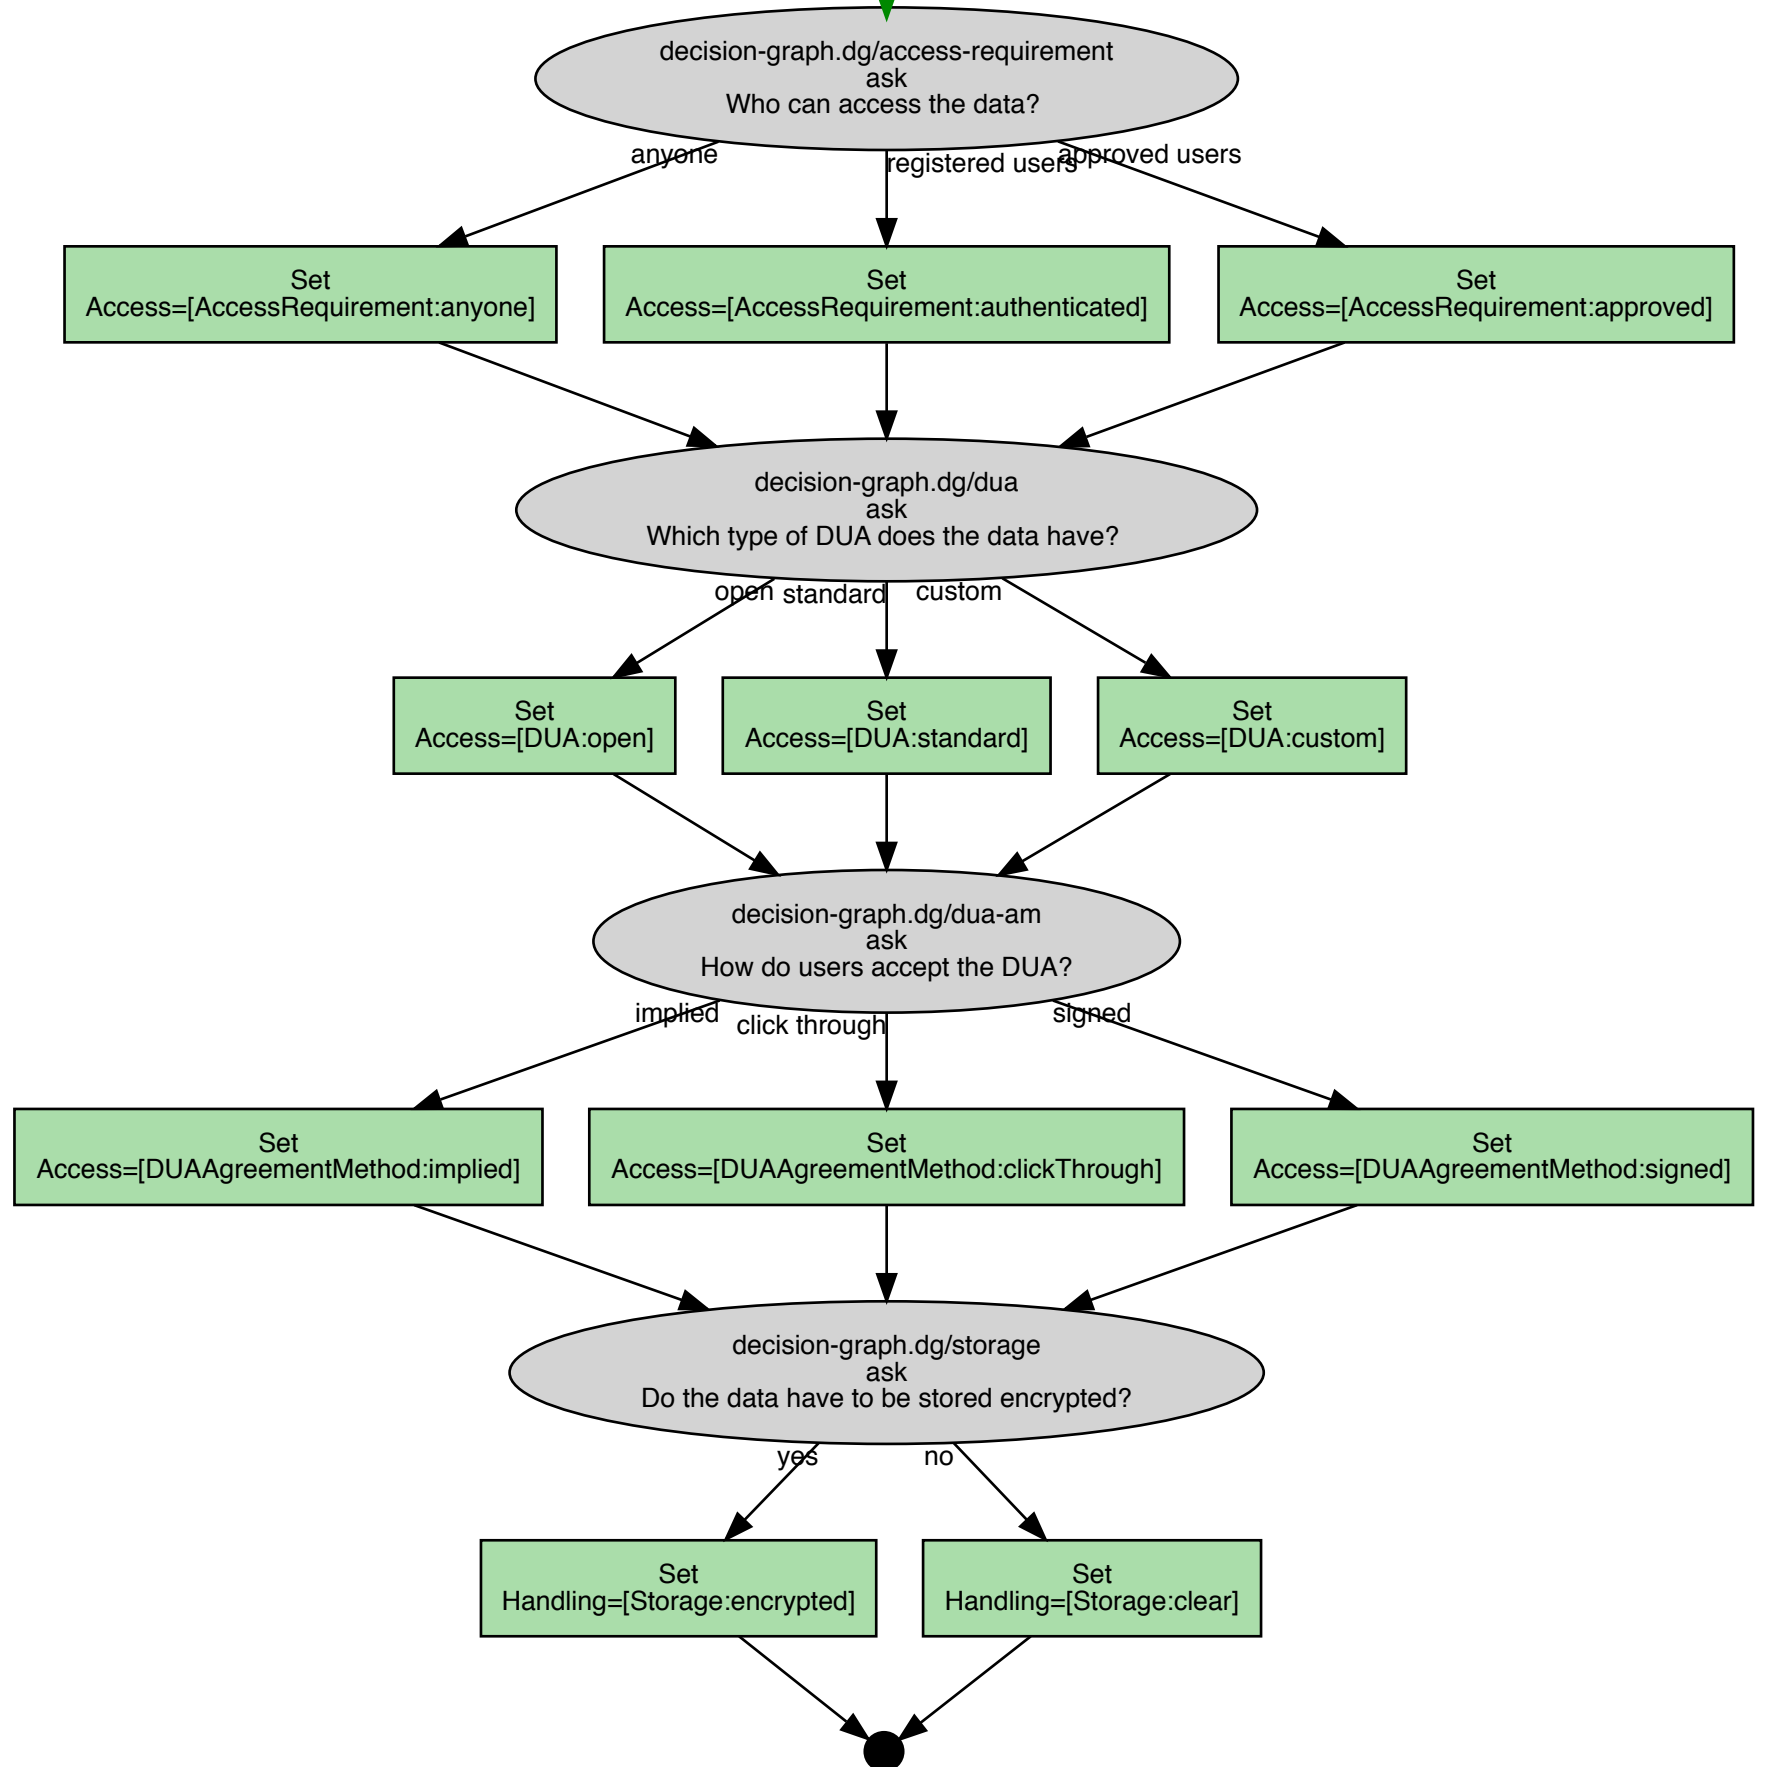 decision-graph.dg/access-requirement
ask
Who can access the data?
anyone
registered users
approved users
Set
Access=[AccessRequirement:anyone]
Set
Access=[AccessRequirement:authenticated]
Set
Access=[AccessRequirement:approved]
decision-graph.dg/dua
ask
Which type of DUA does the data have?
open
standard
custom
Set
Access=[DUA:open]
Set
Access=[DUA:standard]
Set
Access=[DUA:custom]
decision-graph.dg/dua-am
ask
How do users accept the DUA?
implied
click through
signed
Set
Access=[DUAAgreementMethod:implied]
Set
Access=[DUAAgreementMethod:clickThrough]
Set
Access=[DUAAgreementMethod:signed]
decision-graph.dg/storage
ask
Do the data have to be stored encrypted?
yes
no
Set
Handling=[Storage:encrypted]
Set
Handling=[Storage:clear]